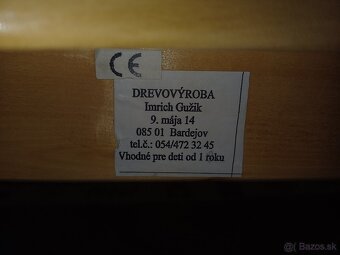 CE
DREVOVÝROBA
Imrich Gužik
9. mája 14
085 01 Bardejov
tel.č.: 054/472 32 45
Vhodné pre deti od 1 roku
Bazos.sk